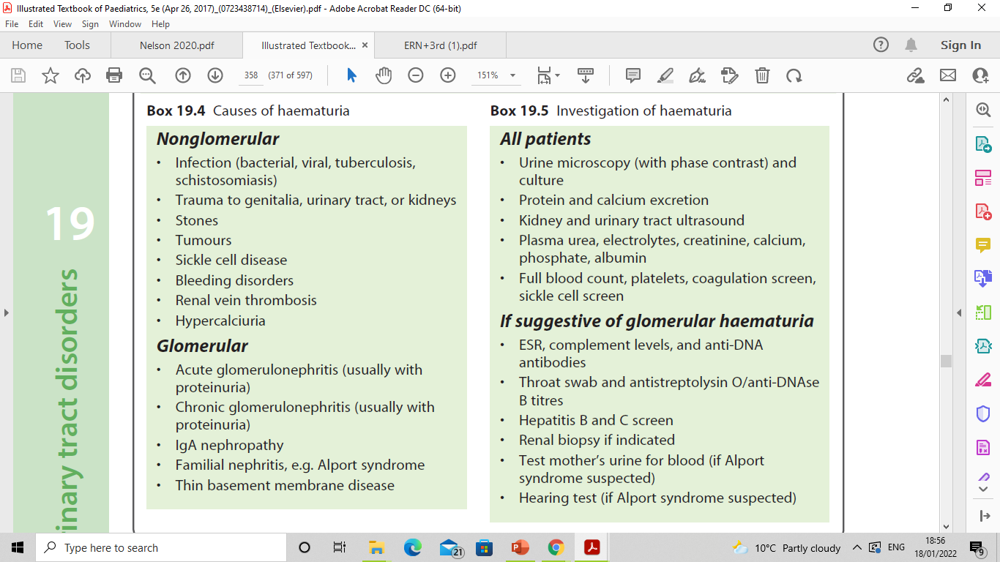 Illustrated Textbook of Paediatrics, 5e (Apr 26, 2017)_(0723438714)_(Elsevier).pdf - Adobe Acrobat Reader DC (64-bit)
File Edit View Sign Window Help
Home Tools Nelson 2020.pdf Illustrated Textbook... × ERN+3rd (1).pdf Sign In
358 (371 of 597) 151%
Box 19.4 Causes of haematuria
Nonglomerular
• Infection (bacterial, viral, tuberculosis,
schistosomiasis)
• Trauma to genitalia, urinary tract, or kidneys
• Stones
• Tumours
• Sickle cell disease
• Bleeding disorders
• Renal vein thrombosis
• Hypercalciuria
Glomerular
• Acute glomerulonephritis (usually with
proteinuria)
• Chronic glomerulonephritis (usually with
proteinuria)
• IgA nephropathy
• Familial nephritis, e.g. Alport syndrome
• Thin basement membrane disease
Box 19.5 Investigation of haematuria
All patients
• Urine microscopy (with phase contrast) and
culture
• Protein and calcium excretion
• Kidney and urinary tract ultrasound
• Plasma urea, electrolytes, creatinine, calcium,
phosphate, albumin
• Full blood count, platelets, coagulation screen,
sickle cell screen
If suggestive of glomerular haematuria
• ESR, complement levels, and anti-DNA
antibodies
• Throat swab and antistreptolysin O/anti-DNAse
B titres
• Hepatitis B and C screen
• Renal biopsy if indicated
• Test mother's urine for blood (if Alport
syndrome suspected)
• Hearing test (if Alport syndrome suspected)
19
inary tract disorders
Type here to search
21
10°C Partly cloudy
ENG
18:56
18/01/2022
9